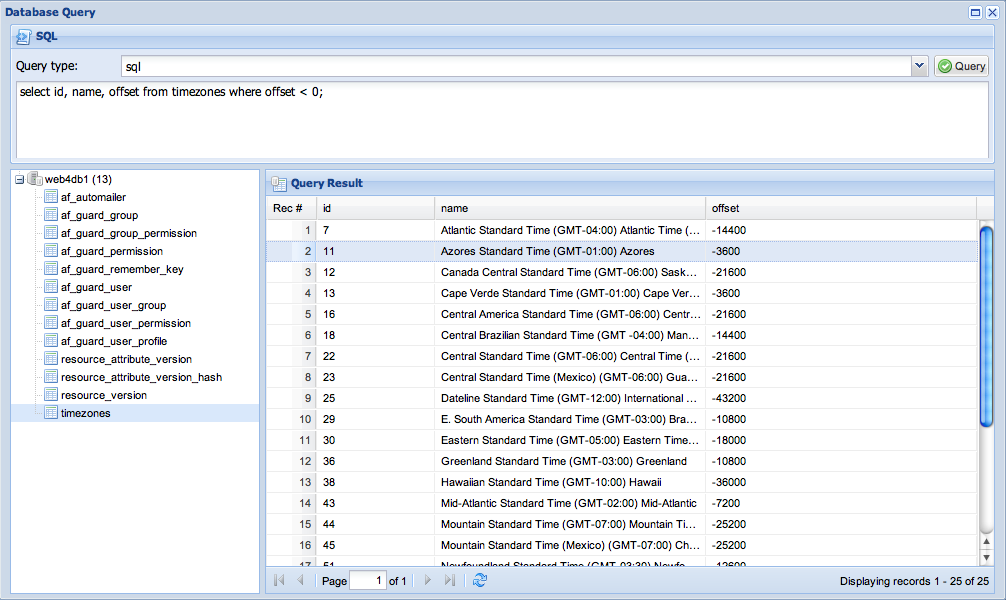 Database Query
SQL
Query type: sql Query
select id, name, offset from timezones where offset < 0;
web4db1 (13)
af_automailer
af_guard_group
af_guard_group_permission
af_guard_permission
af_guard_remember_key
af_guard_user
af_guard_user_group
af_guard_user_permission
af_guard_user_profile
resource_attribute_version
resource_attribute_version_hash
resource_version
timezones
Query Result
Rec # id name offset
1 7 Atlantic Standard Time (GMT-04:00) Atlantic Time (... -14400
2 11 Azores Standard Time (GMT-01:00) Azores -3600
3 12 Canada Central Standard Time (GMT-06:00) Sask... -21600
4 13 Cape Verde Standard Time (GMT-01:00) Cape Ver... -3600
5 16 Central America Standard Time (GMT-06:00) Centr... -21600
6 18 Central Brazilian Standard Time (GMT -04:00) Man... -14400
7 22 Central Standard Time (GMT-06:00) Central Time (... -21600
8 23 Central Standard Time (Mexico) (GMT-06:00) Gua... -21600
9 25 Dateline Standard Time (GMT-12:00) International ... -43200
10 29 E. South America Standard Time (GMT-03:00) Bra... -10800
11 30 Eastern Standard Time (GMT-05:00) Eastern Time... -18000
12 36 Greenland Standard Time (GMT-03:00) Greenland -10800
13 38 Hawaiian Standard Time (GMT-10:00) Hawaii -36000
14 43 Mid-Atlantic Standard Time (GMT-02:00) Mid-Atlantic -7200
15 44 Mountain Standard Time (GMT-07:00) Mountain Ti... -25200
16 45 Mountain Standard Time (Mexico) (GMT-07:00) Ch... -25200
17 51 Newfoundland Standard Time (GMT-03:30) Newfo... -12600
Page 1 of 1 Displaying records 1 - 25 of 25